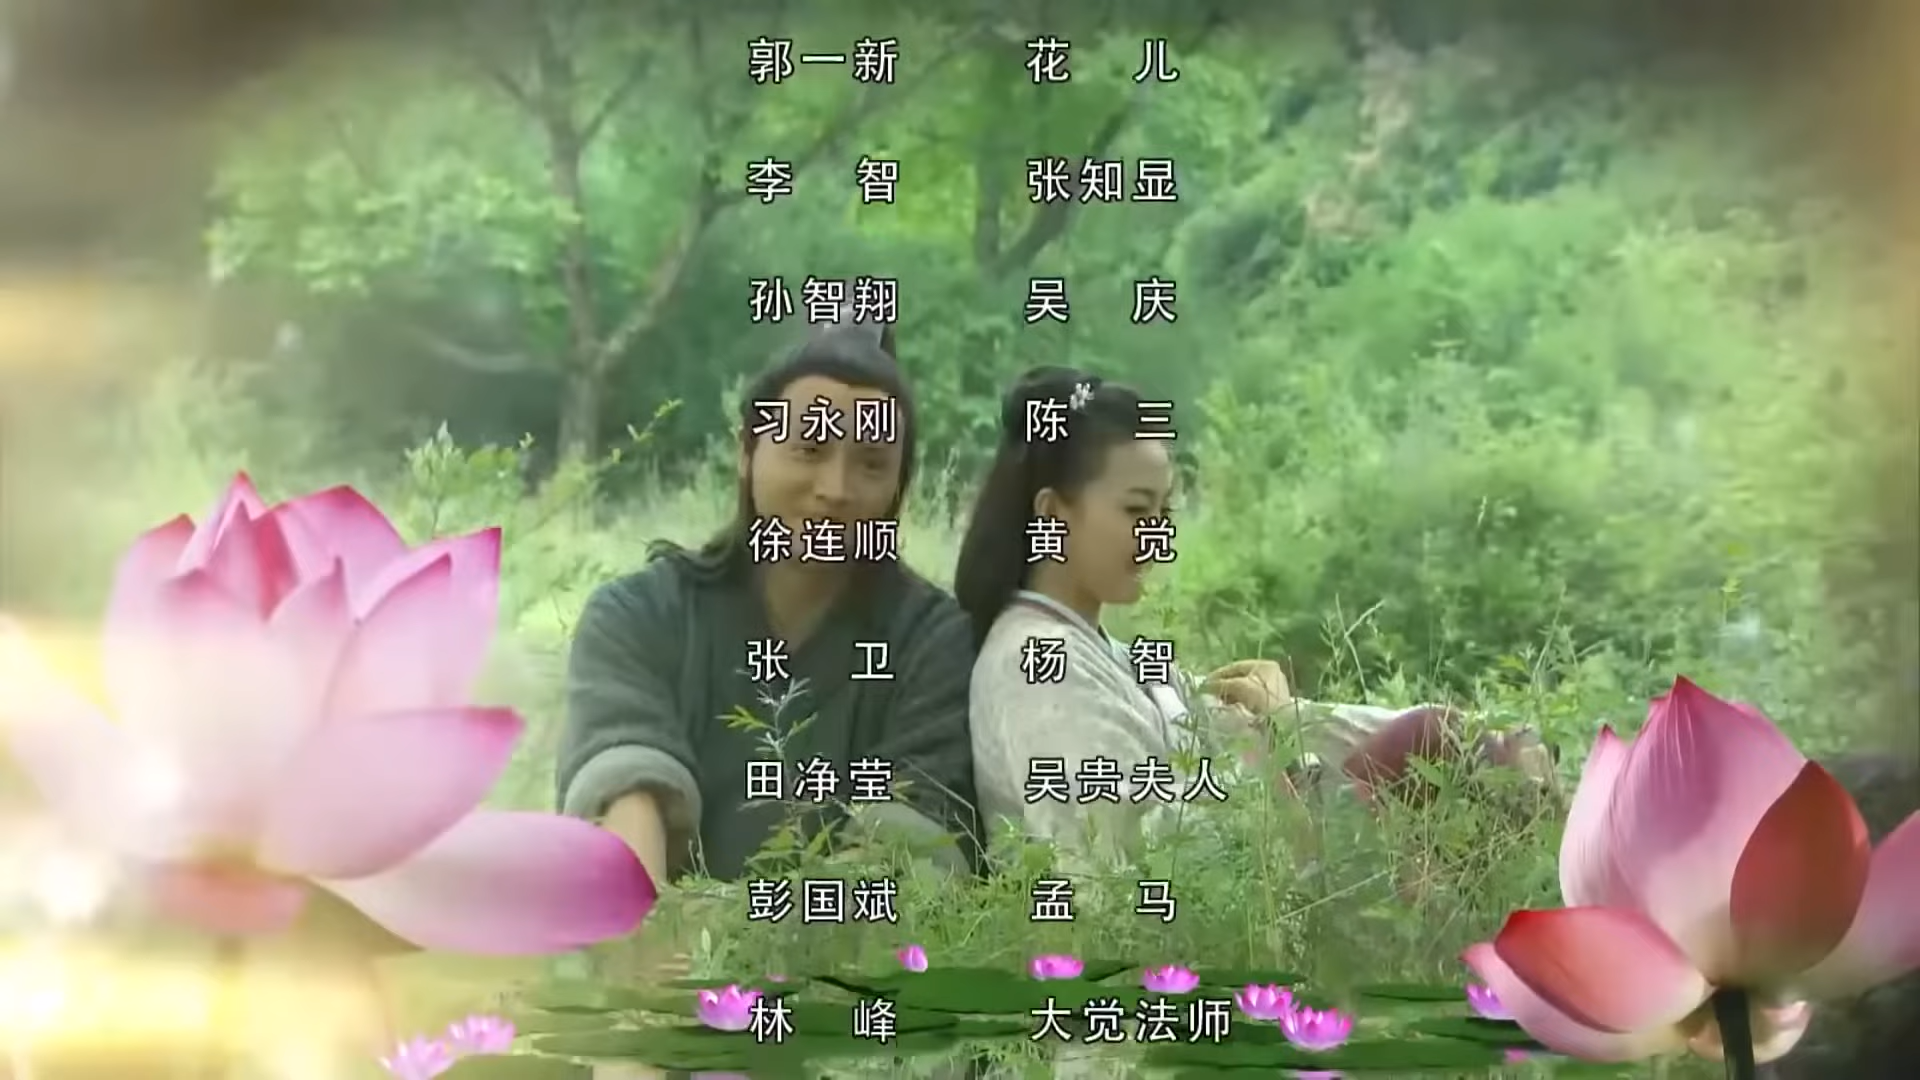 郭一新 花儿
李智 张知显
孙智翔 吴庆
习永刚 陈三
徐连顺 黄觉
张卫 杨智
田净莹 吴贵夫人
彭国斌 孟马
林峰 大觉法师